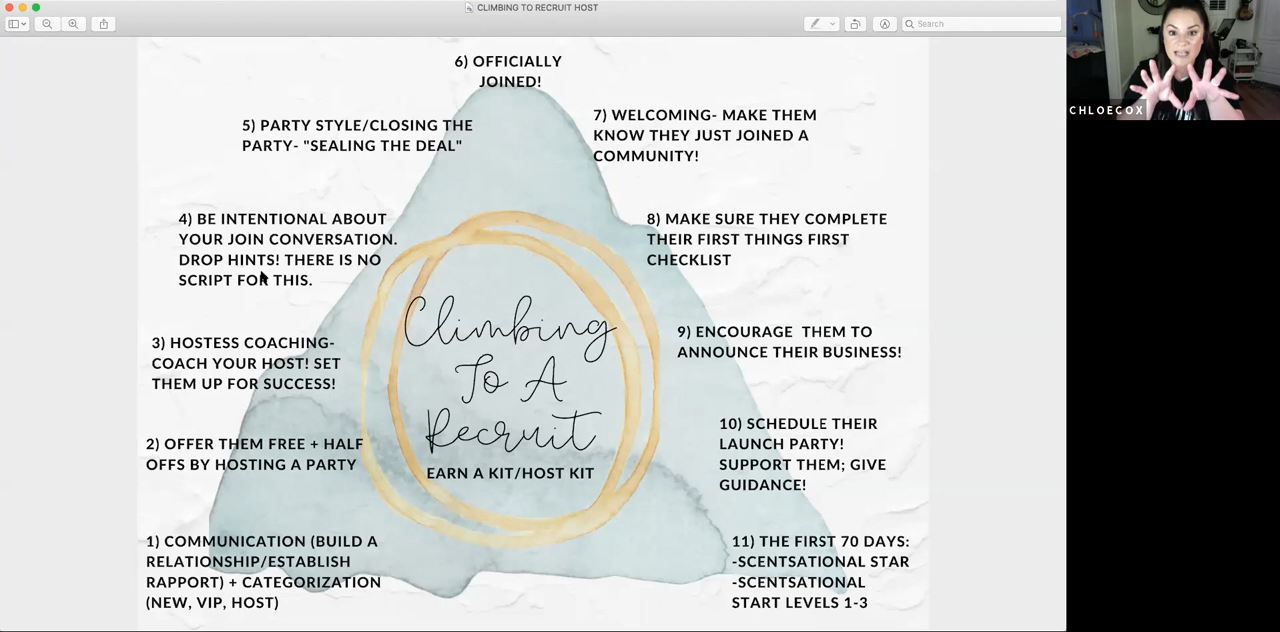 CLIMBING TO RECRUIT HOST
Search
CHLOECOX
6) OFFICIALLY
JOINED!
5) PARTY STYLE/CLOSING THE
PARTY- "SEALING THE DEAL"
7) WELCOMING- MAKE THEM
KNOW THEY JUST JOINED A
COMMUNITY!
4) BE INTENTIONAL ABOUT
YOUR JOIN CONVERSATION.
DROP HINTS! THERE IS NO
SCRIPT FOR THIS.
8) MAKE SURE THEY COMPLETE
THEIR FIRST THINGS FIRST
CHECKLIST
Climbing
To A
Recruit
EARN A KIT/HOST KIT
3) HOSTESS COACHING-
COACH YOUR HOST! SET
THEM UP FOR SUCCESS!
9) ENCOURAGE  THEM TO
ANNOUNCE THEIR BUSINESS!
2) OFFER THEM FREE + HALF
OFFS BY HOSTING A PARTY
10) SCHEDULE THEIR
LAUNCH PARTY!
SUPPORT THEM; GIVE
GUIDANCE!
1) COMMUNICATION (BUILD A
RELATIONSHIP/ESTABLISH
RAPPORT) + CATEGORIZATION
(NEW, VIP, HOST)
11) THE FIRST 70 DAYS:
-SCENTSATIONAL STAR
-SCENTSATIONAL
START LEVELS 1-3